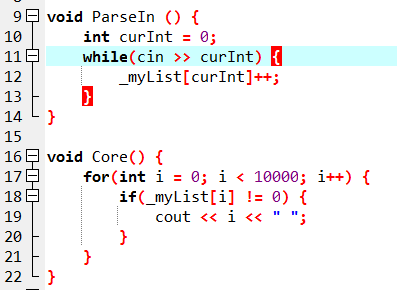 9 void ParseIn () {
10 int curInt = 0;
11 while(cin >> curInt) {
12 _myList[curInt]++;
13 }
14 }
15
16 void Core() {
17 for(int i = 0; i < 10000; i++) {
18 if(_myList[i] != 0) {
19 cout << i << " ";
20 }
21 }
22 }